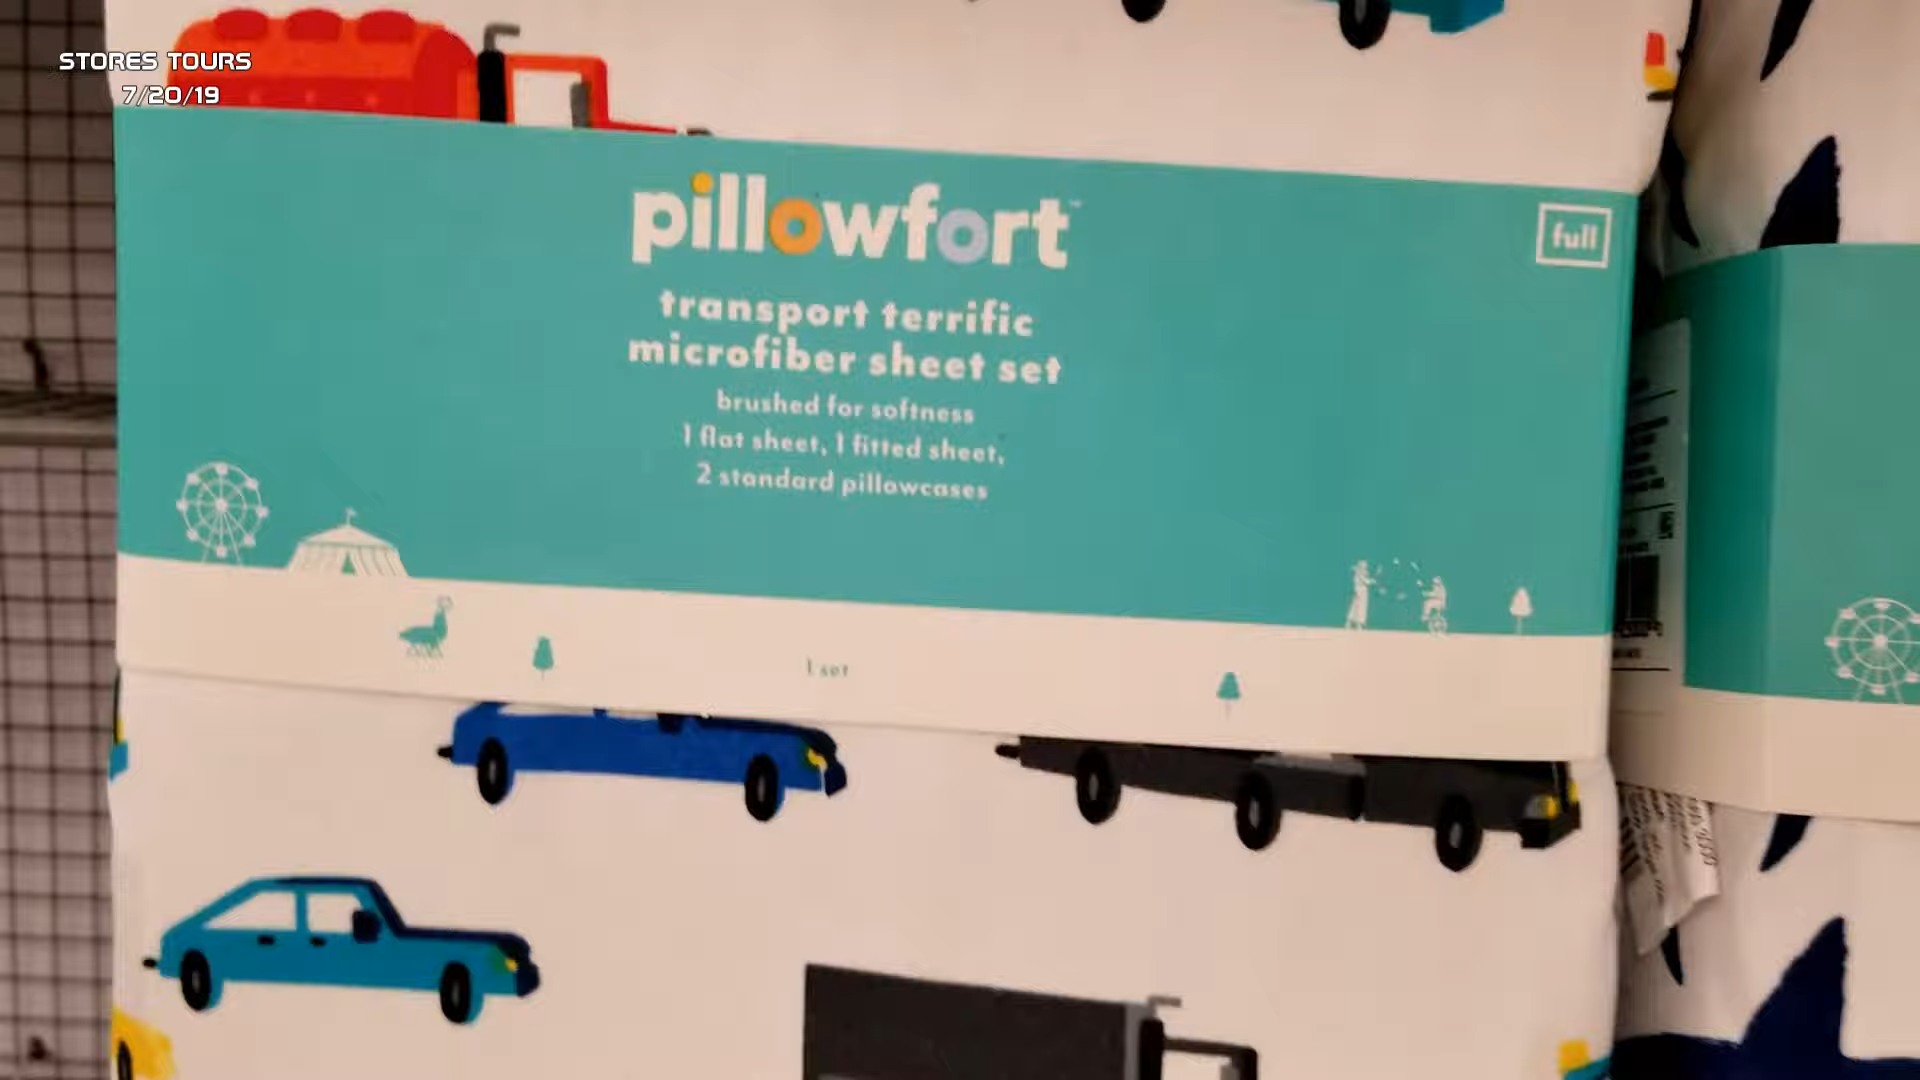 STORES TOURS
7/20/19
pillowfort™
full
transport terrific
microfiber sheet set
brushed for softness
1 flat sheet, 1 fitted sheet,
2 standard pillowcases
1 set